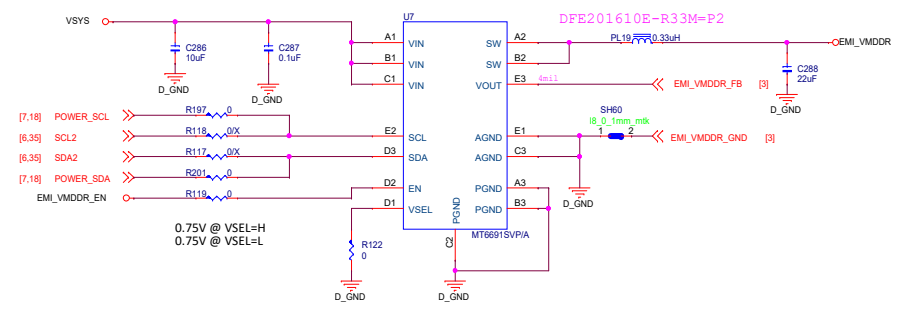 U7
DFE201610E-R33M=P2
VSYS
C286
10uF
C287
0.1uF
D_GND
D_GND
A1
VIN
B1
VIN
C1
VIN
SW
A2
SW
B2
VOUT
E3
4mil
PL19
0.33uH
EMI_VMDDR
C288
22uF
D_GND
EMI_VMDDR_FB
[3]
[7,18]
POWER_SCL
R197
0
[6,35]
SCL2
R118
0/X
[6,35]
SDA2
R117
0/X
[7,18]
POWER_SDA
R201
0
EMI_VMDDR_EN
R119
0
E2
SCL
D3
SDA
D2
EN
D1
VSEL
AGND
E1
AGND
C3
PGND
A3
PGND
B3
PGND
C2
MT6691SVP/A
SH60
I8_0_1mm_mtk
1
2
EMI_VMDDR_GND
[3]
D_GND
0.75V @ VSEL=H
0.75V @ VSEL=L
R122
0
D_GND
D_GND